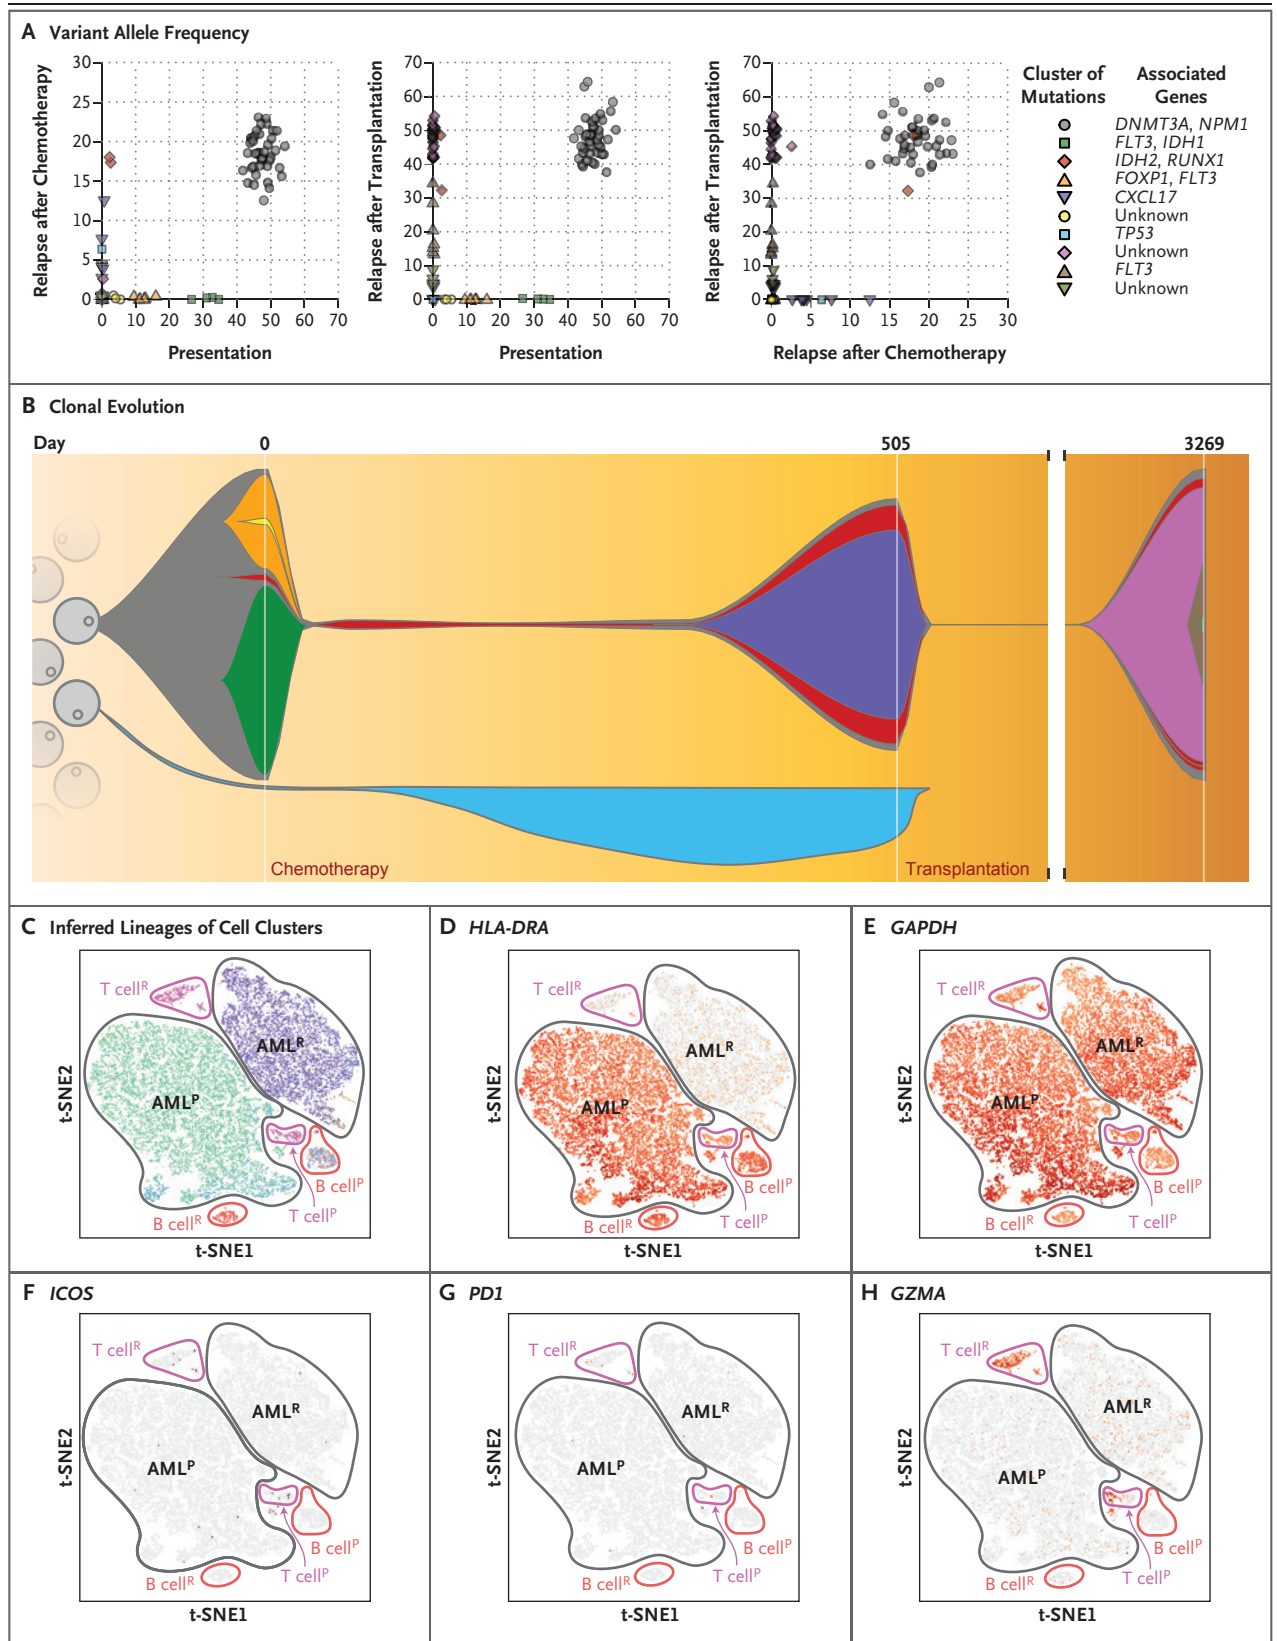 A Variant Allele Frequency
Relapse after Chemotherapy
30
25
20
15
10
5
0
0 10 20 30 40 50 60 70
Presentation
Relapse after Transplantation
70
60
50
40
30
20
10
0
0 10 20 30 40 50 60 70
Presentation
Relapse after Transplantation
70
60
50
40
30
20
10
0
0 5 10 15 20 25 30
Relapse after Chemotherapy
Cluster of Mutations
Associated Genes
DNMT3A, NPM1
FLT3, IDH1
IDH2, RUNX1
FOXP1, FLT3
CXCL17
Unknown
TP53
Unknown
FLT3
Unknown
B Clonal Evolution
Day 0 505 3269
Chemotherapy
Transplantation
C Inferred Lineages of Cell Clusters
T cellR
AMLR
AMLP
B cellP
T cellP
B cellR
t-SNE2
t-SNE1
D HLA-DRA
T cellR
AMLR
AMLP
B cellP
T cellP
B cellR
t-SNE2
t-SNE1
E GAPDH
T cellR
AMLR
AMLP
B cellP
T cellP
B cellR
t-SNE2
t-SNE1
F ICOS
T cellR
AMLR
AMLP
B cellP
T cellP
B cellR
t-SNE2
t-SNE1
G PD1
T cellR
AMLR
AMLP
B cellP
T cellP
B cellR
t-SNE2
t-SNE1
H GZMA
T cellR
AMLR
AMLP
B cellP
T cellP
B cellR
t-SNE2
t-SNE1